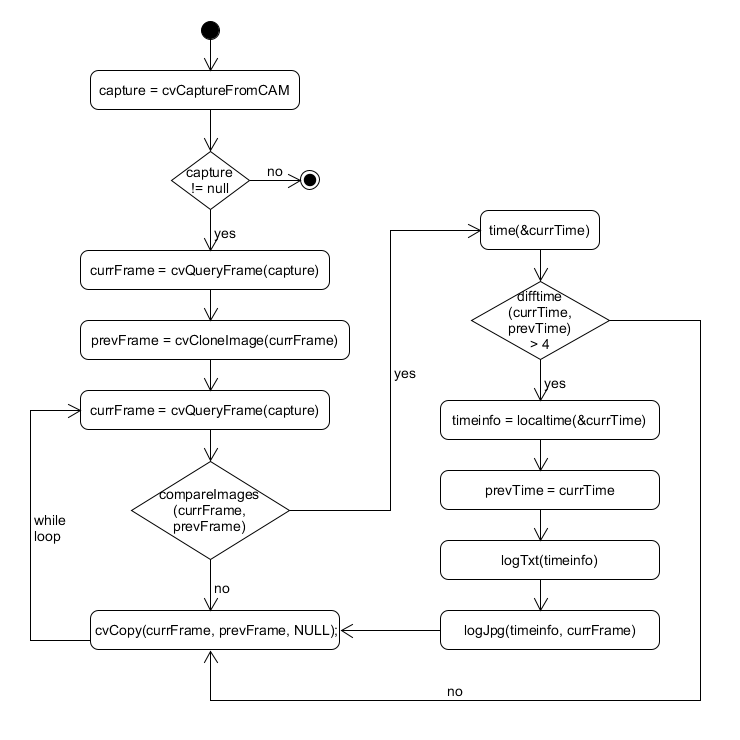 capture = cvCaptureFromCAM
capture
!= null
no
yes
currFrame = cvQueryFrame(capture)
prevFrame = cvCloneImage(currFrame)
currFrame = cvQueryFrame(capture)
compareImages
(currFrame,
prevFrame)
no
while
loop
cvCopy(currFrame, prevFrame, NULL);
yes
time(&currTime)
difftime
(currTime,
prevTime)
> 4
yes
timeinfo = localtime(&currTime)
prevTime = currTime
logTxt(timeinfo)
logJpg(timeinfo, currFrame)
no